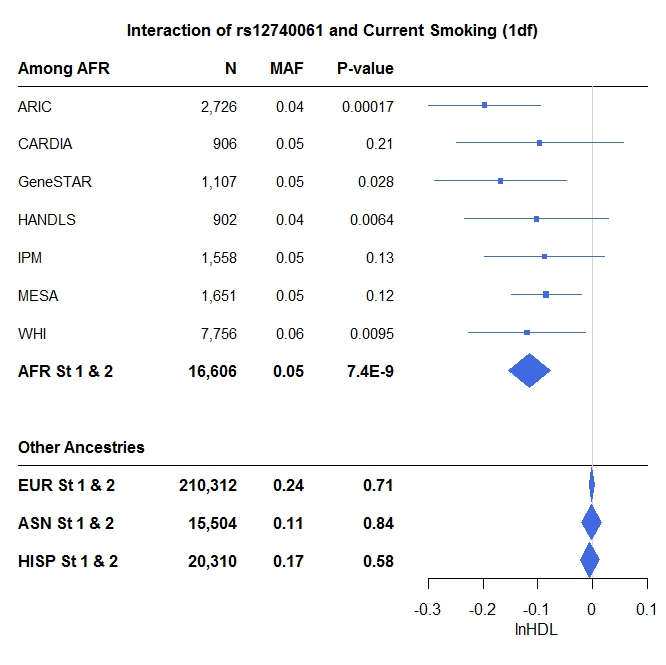 Interaction of rs12740061 and Current Smoking (1df)
Among AFR N MAF P-value
ARIC 2,726 0.04 0.00017
CARDIA 906 0.05 0.21
GeneSTAR 1,107 0.05 0.028
HANDLS 902 0.04 0.0064
IPM 1,558 0.05 0.13
MESA 1,651 0.05 0.12
WHI 7,756 0.06 0.0095
AFR St 1 & 2 16,606 0.05 7.4E-9
Other Ancestries
EUR St 1 & 2 210,312 0.24 0.71
ASN St 1 & 2 15,504 0.11 0.84
HISP St 1 & 2 20,310 0.17 0.58
-0.3 -0.2 -0.1 0 0.1
lnHDL